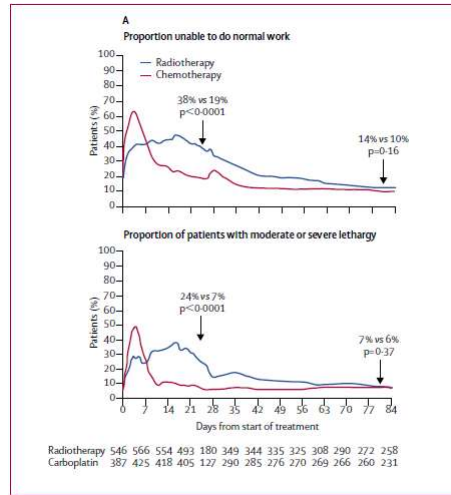 A
Proportion unable to do normal work
100
90
80
70
60
50
40
30
20
10
0
Patients (%)
Radiotherapy
Chemotherapy
38% vs 19%
p<0·0001
14% vs 10%
p=0·16
Proportion of patients with moderate or severe lethargy
100
90
80
70
60
50
40
30
20
10
0
Patients (%)
24% vs 7%
p<0·0001
7% vs 6%
p=0·37
0 7 14 21 28 35 42 49 56 63 70 77 84
Days from start of treatment
Radiotherapy 546 566 554 493 180 349 344 335 325 308 290 272 258
Carboplatin 387 425 418 405 127 290 285 276 270 269 266 260 231